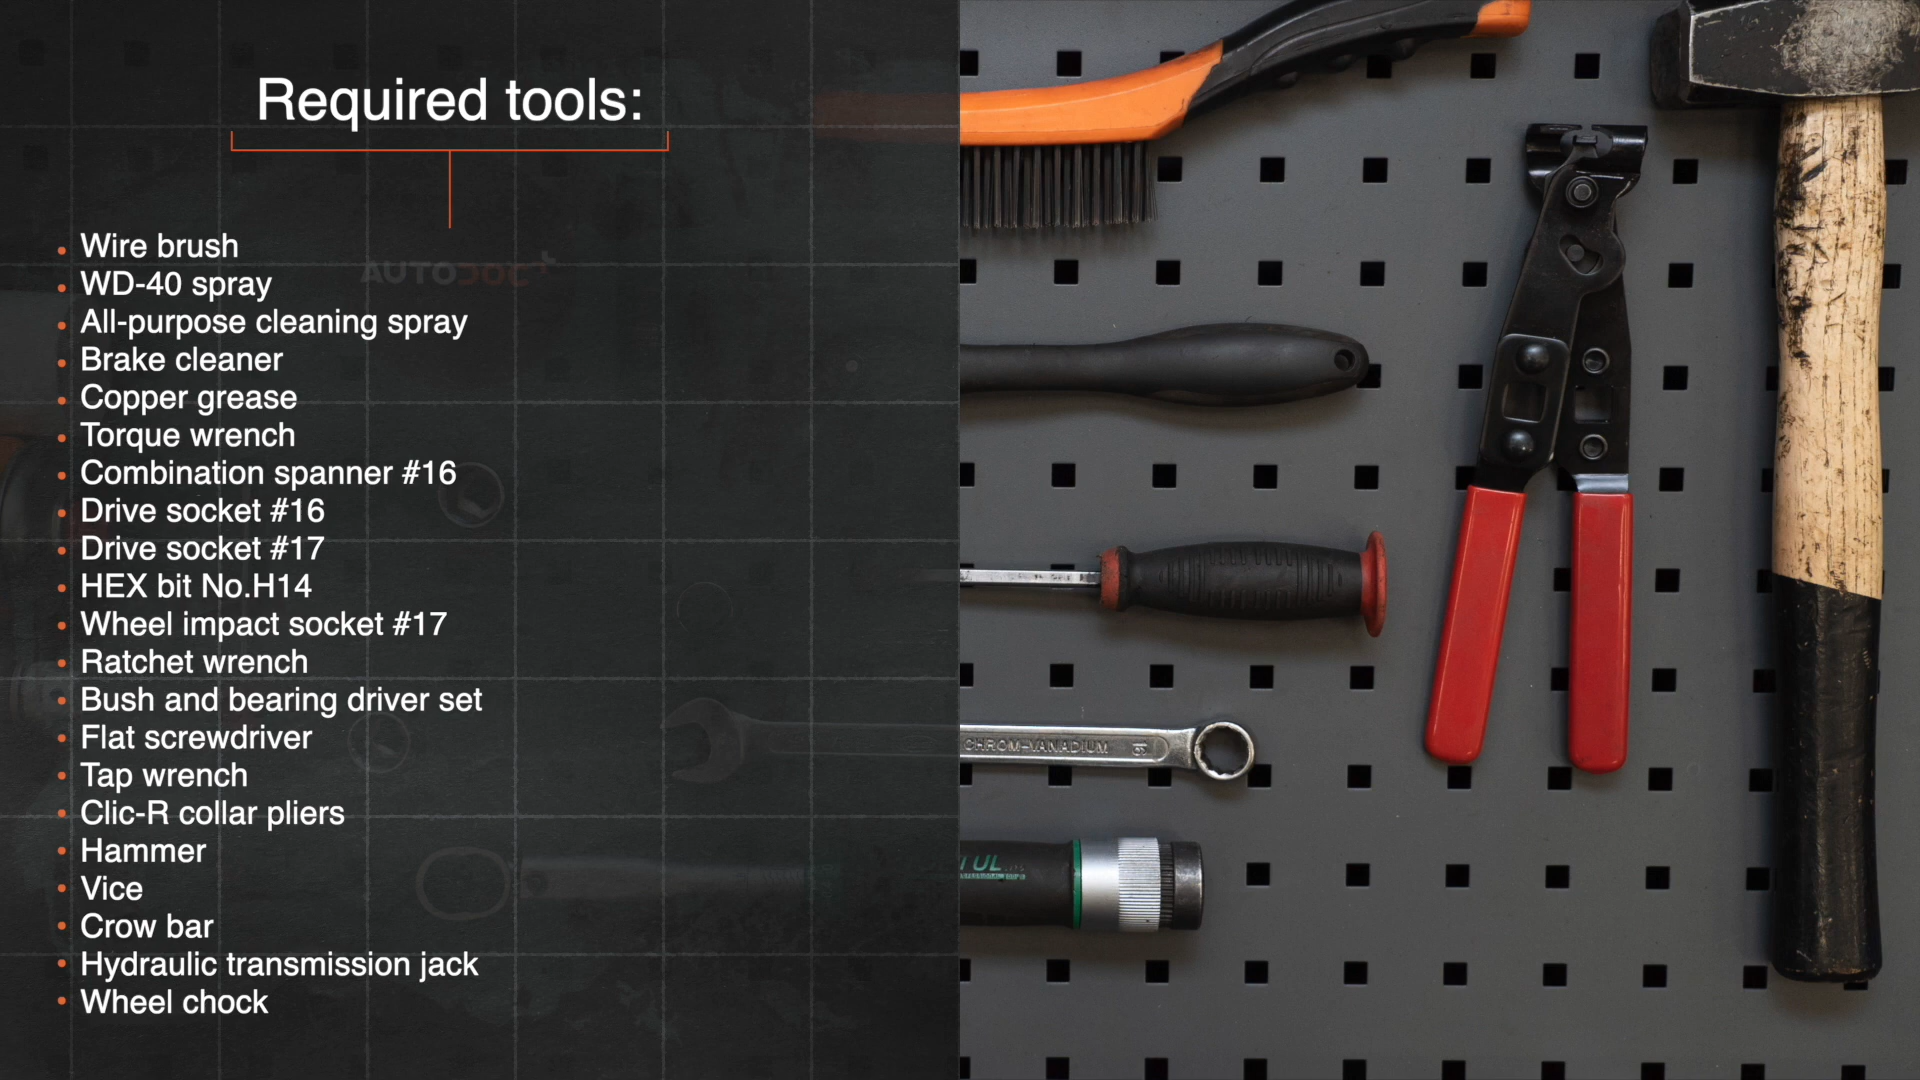 Required tools:
Wire brush
WD-40 spray
All-purpose cleaning spray
Brake cleaner
Copper grease
Torque wrench
Combination spanner #16
Drive socket #16
Drive socket #17
HEX bit No.H14
Wheel impact socket #17
Ratchet wrench
Bush and bearing driver set
Flat screwdriver
Tap wrench
Clic-R collar pliers
Hammer
Vice
Crow bar
Hydraulic transmission jack
Wheel chock
AUTODOC
CHROM-VANADIUM